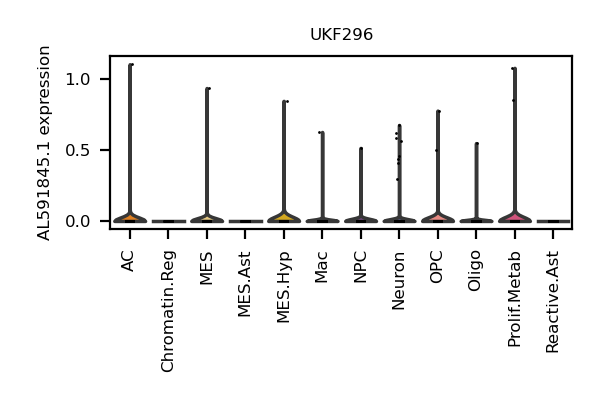 UKF296
AL591845.1 expression
1.0
0.5
0.0
AC
Chromatin.Reg
MES
MES.Ast
MES.Hyp
Mac
NPC
Neuron
OPC
Oligo
Prolif.Metab
Reactive.Ast